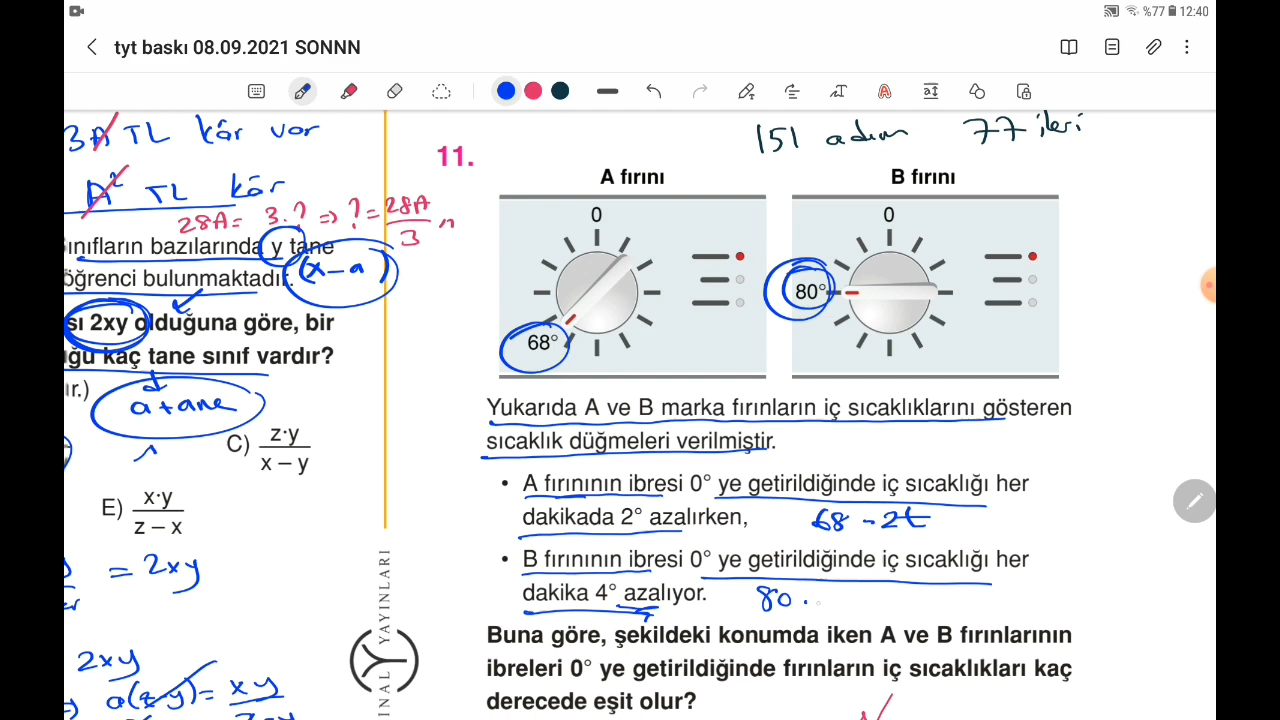 %77 12:40
tyt baskı 08.09.2021 SONNN
3A TL kâr var
A² TL kâr
28A = 3.? => ? = 28A/3
Sınıfların bazılarında y tane
öğrenci bulunmaktadır. (x-a)
sı 2xy olduğuna göre, bir
ğu kaç tane sınıf vardır?
ır.)
a tane
C) z·y / x – y
E) x·y / z – x
= 2xy
2xy
a(z-y) = xy
INAL YAYINLARI
151 adım 77 ileri
11.
A fırını B fırını
0 0
68° 80°
Yukarıda A ve B marka fırınların iç sıcaklıklarını gösteren
sıcaklık düğmeleri verilmiştir.
• A fırınının ibresi 0° ye getirildiğinde iç sıcaklığı her
dakikada 2° azalırken,
68 - 2t
• B fırınının ibresi 0° ye getirildiğinde iç sıcaklığı her
dakika 4° azalıyor.
80
Buna göre, şekildeki konumda iken A ve B fırınlarının
ibreleri 0° ye getirildiğinde fırınların iç sıcaklıkları kaç
derecede eşit olur?